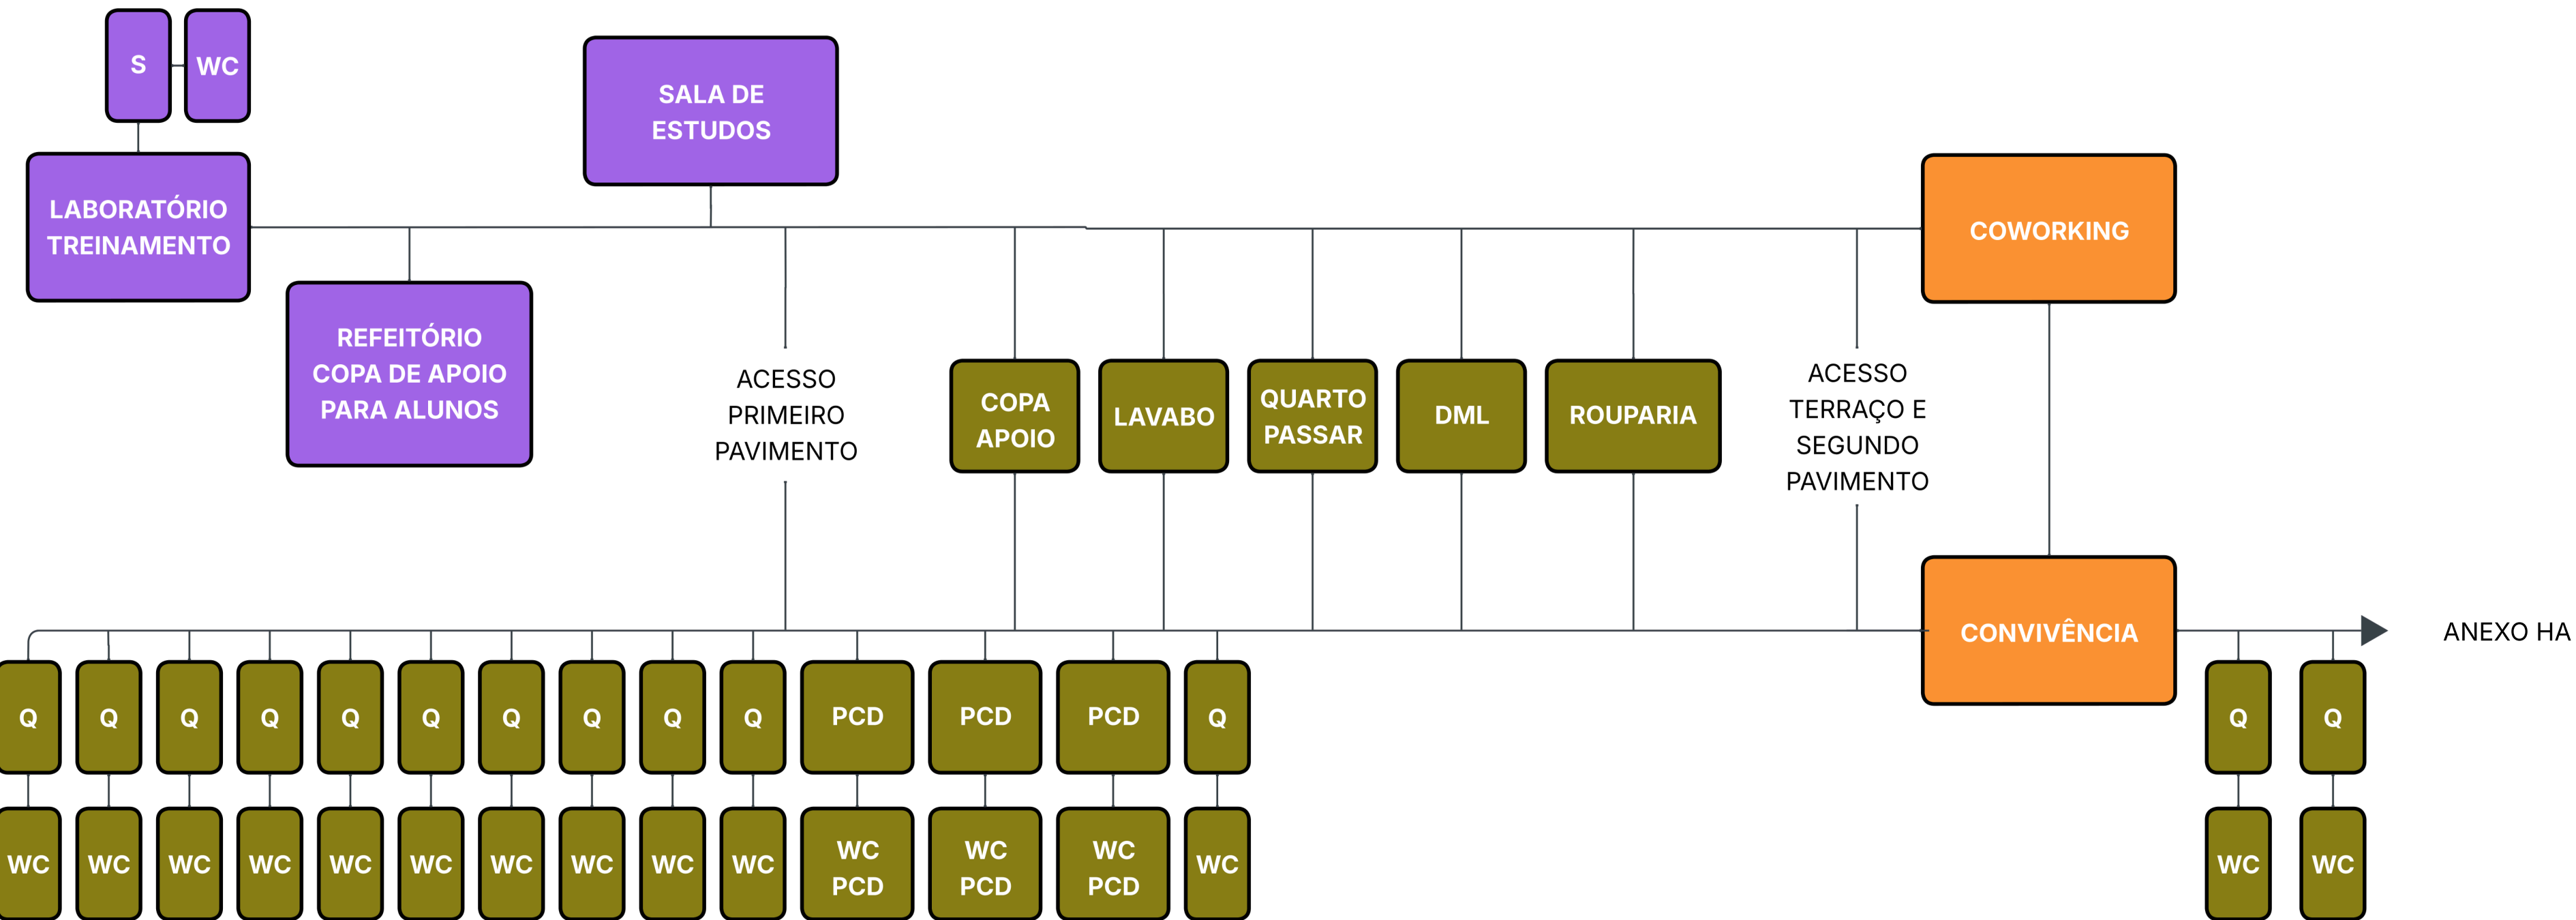 S
WC
SALA DE
ESTUDOS
LABORATÓRIO
TREINAMENTO
COWORKING
REFEITÓRIO
COPA DE APOIO
PARA ALUNOS
ACESSO
PRIMEIRO
PAVIMENTO
COPA
APOIO
LAVABO
QUARTO
PASSAR
DML
ROUPARIA
ACESSO
TERRAÇO E
SEGUNDO
PAVIMENTO
CONVIVÊNCIA
ANEXO HA
Q
Q
Q
Q
Q
Q
Q
Q
Q
Q
PCD
PCD
PCD
Q
Q
Q
WC
WC
WC
WC
WC
WC
WC
WC
WC
WC
WC
PCD
WC
PCD
WC
PCD
WC
WC
WC